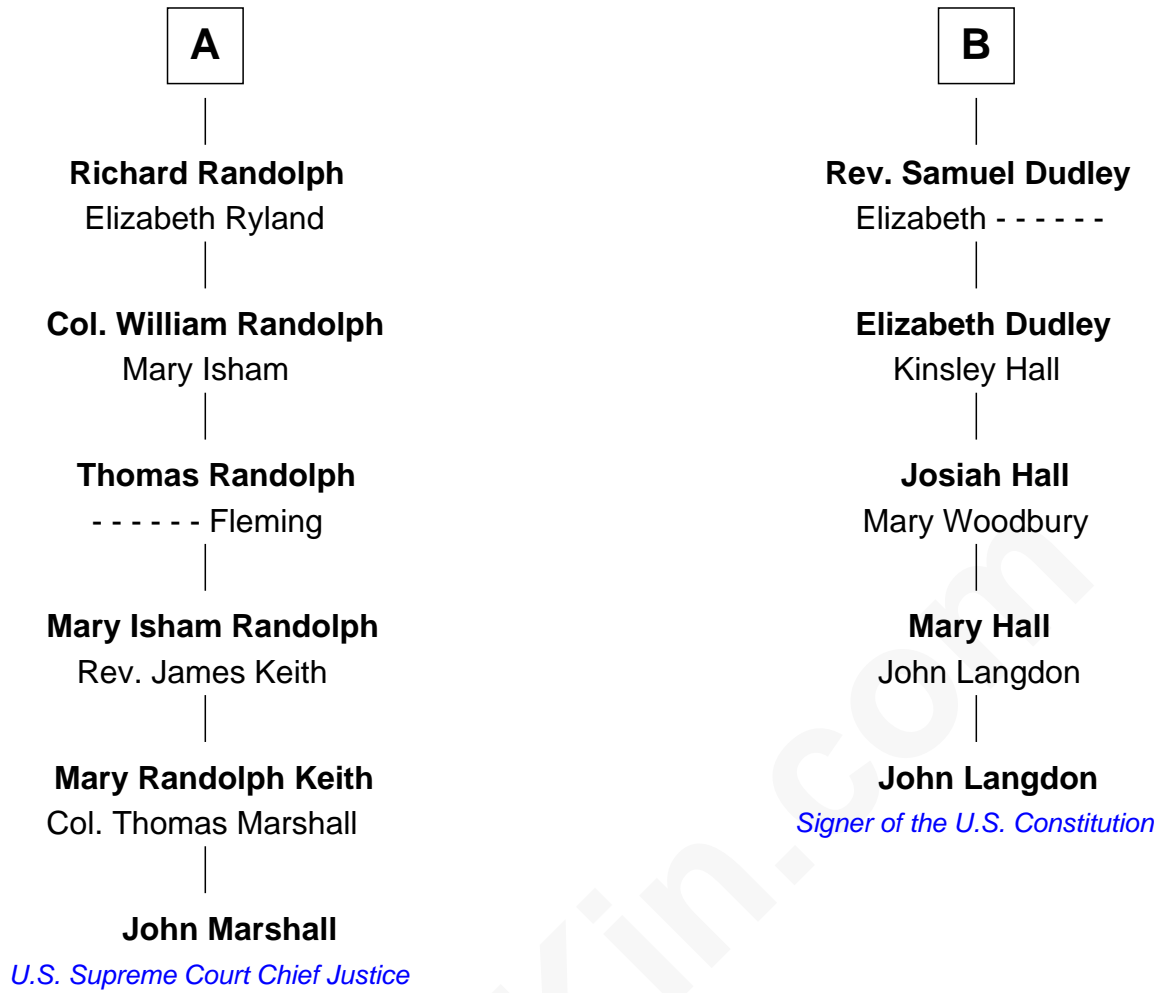 A
Richard Randolph
Elizabeth Ryland
Col. William Randolph
Mary Isham
Thomas Randolph
- - - - - - Fleming
Mary Isham Randolph
Rev. James Keith
Mary Randolph Keith
Col. Thomas Marshall
John Marshall
U.S. Supreme Court Chief Justice
B
Rev. Samuel Dudley
Elizabeth - - - - - -
Elizabeth Dudley
Kinsley Hall
Josiah Hall
Mary Woodbury
Mary Hall
John Langdon
John Langdon
Signer of the U.S. Constitution
Kin.com